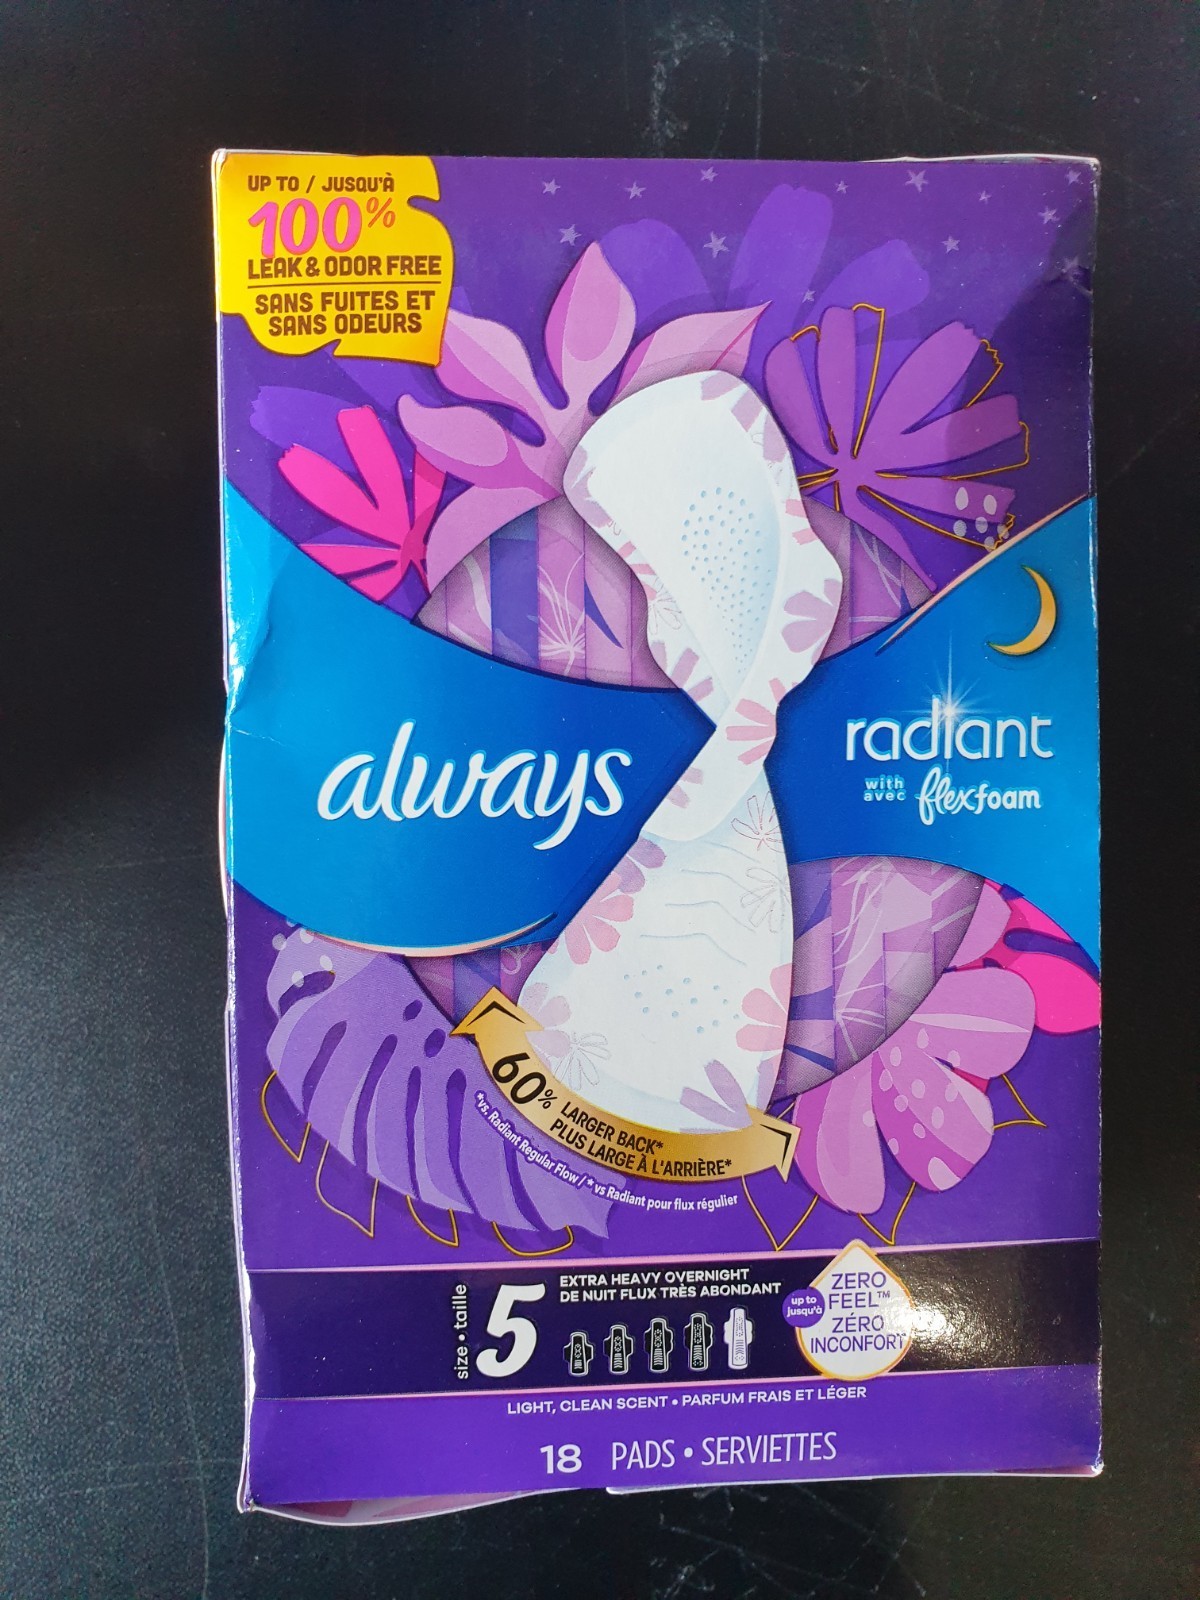 UP TO / JUSQU'À
100%
LEAK & ODOR FREE
SANS FUITES ET
SANS ODEURS
always
radiant
with
avec
flexfoam
60% LARGER BACK*
PLUS LARGE À L'ARRIÈRE*
*vs. Radiant Regular Flow / * vs Radiant pour flux régulier
size • taille
5
EXTRA HEAVY OVERNIGHT
DE NUIT FLUX TRÈS ABONDANT
up to
jusqu'à
ZERO
FEEL™
ZÉRO
INCONFORT
LIGHT, CLEAN SCENT • PARFUM FRAIS ET LÉGER
18 PADS • SERVIETTES